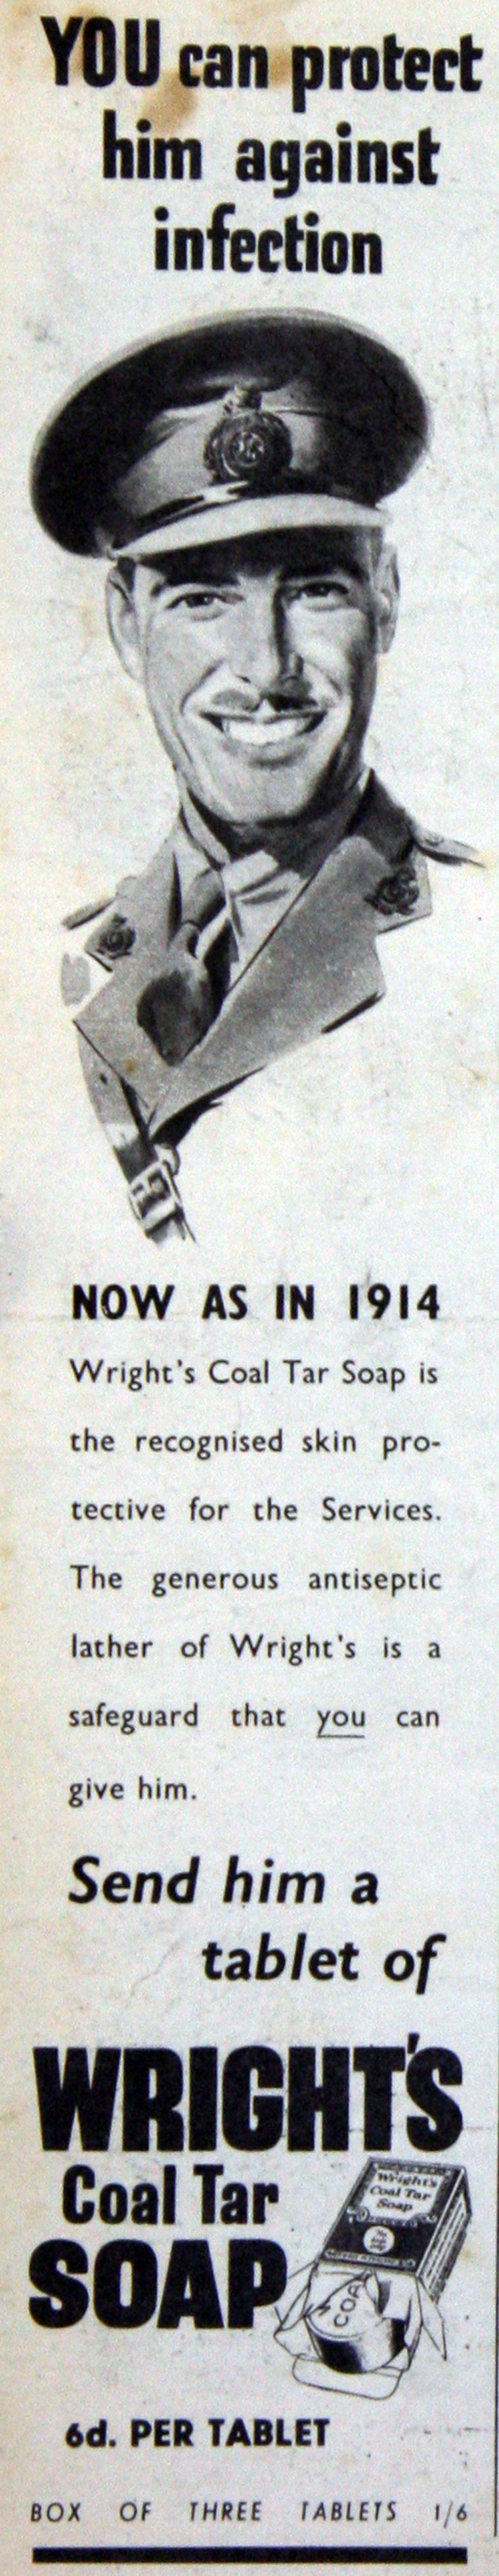 YOU can protect
him against
infection
NOW AS IN 1914
Wright's Coal Tar Soap is
the recognised skin pro-
tective for the Services.
The generous antiseptic
lather of Wright's is a
safeguard that you can
give him.
Send him a
tablet of
WRIGHT'S
Coal Tar
SOAP
Wright's
Coal Tar
Soap
COA
6d. PER TABLET
BOX OF THREE TABLETS 1/6